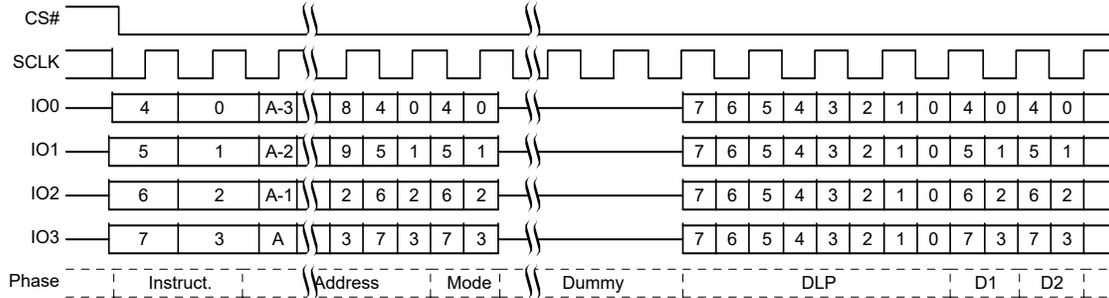 CS#
SCLK
IO0 4 0 A-3 8 4 0 4 0 7 6 5 4 3 2 1 0 4 0 4 0
IO1 5 1 A-2 9 5 1 5 1 7 6 5 4 3 2 1 0 5 1 5 1
IO2 6 2 A-1 2 6 2 6 2 7 6 5 4 3 2 1 0 6 2 6 2
IO3 7 3 A 3 7 3 7 3 7 6 5 4 3 2 1 0 7 3 7 3
Phase Instruct. Address Mode Dummy DLP D1 D2